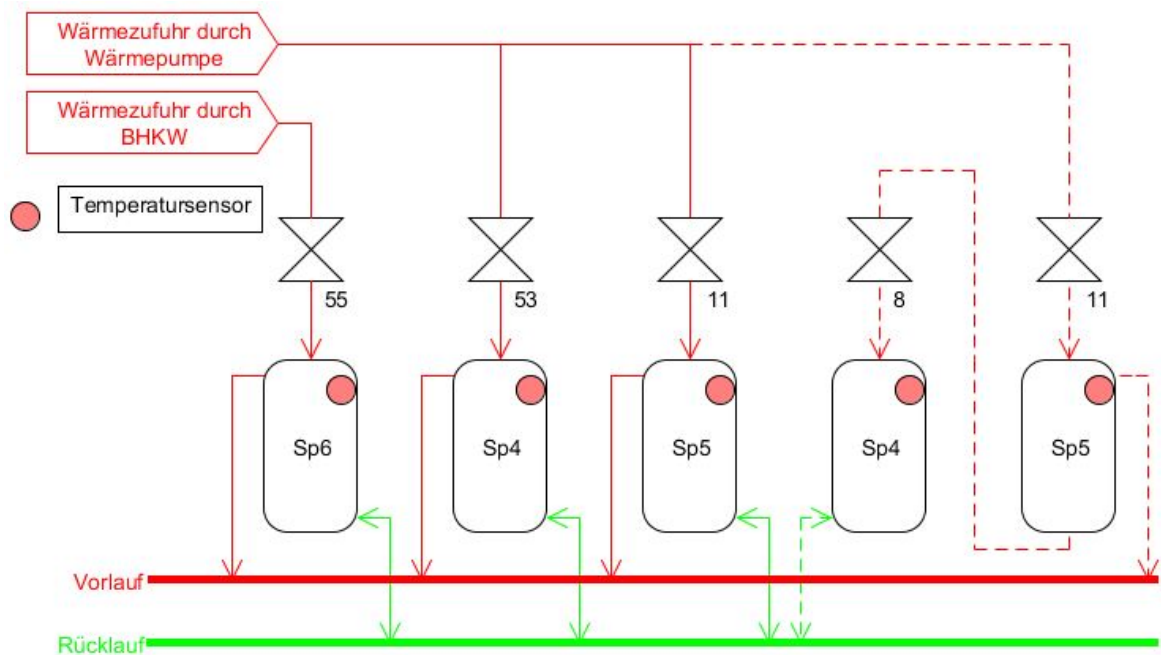 Wärmezufuhr durch
Wärmepumpe
Wärmezufuhr durch
BHKW
Temperatursensor
55
53
11
8
11
Sp6
Sp4
Sp5
Sp4
Sp5
Vorlauf
Rücklauf